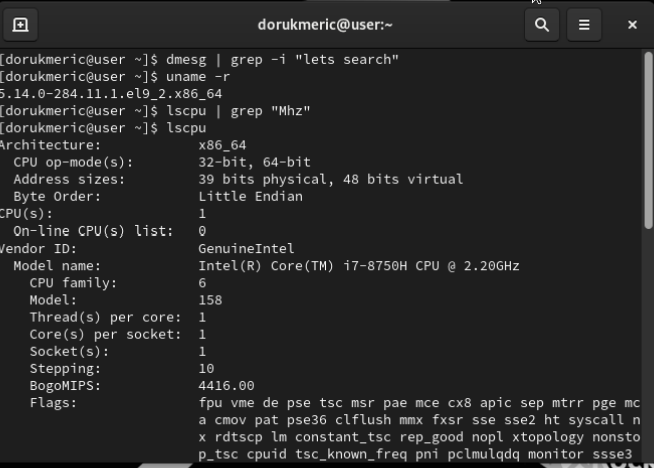 dorukmeric@user:~
[dorukmeric@user ~]$ dmesg | grep -i "lets search"
[dorukmeric@user ~]$ uname -r
5.14.0-284.11.1.el9_2.x86_64
[dorukmeric@user ~]$ lscpu | grep "Mhz"
[dorukmeric@user ~]$ lscpu
Architecture: x86_64
CPU op-mode(s): 32-bit, 64-bit
Address sizes: 39 bits physical, 48 bits virtual
Byte Order: Little Endian
CPU(s): 1
On-line CPU(s) list: 0
Vendor ID: GenuineIntel
Model name: Intel(R) Core(TM) i7-8750H CPU @ 2.20GHz
CPU family: 6
Model: 158
Thread(s) per core: 1
Core(s) per socket: 1
Socket(s): 1
Stepping: 10
BogoMIPS: 4416.00
Flags: fpu vme de pse tsc msr pae mce cx8 apic sep mtrr pge mc
a cmov pat pse36 clflush mmx fxsr sse sse2 ht syscall n
x rdtscp lm constant_tsc rep_good nopl xtopology nonsto
p_tsc cpuid tsc_known_freq pni pclmulqdq monitor ssse3